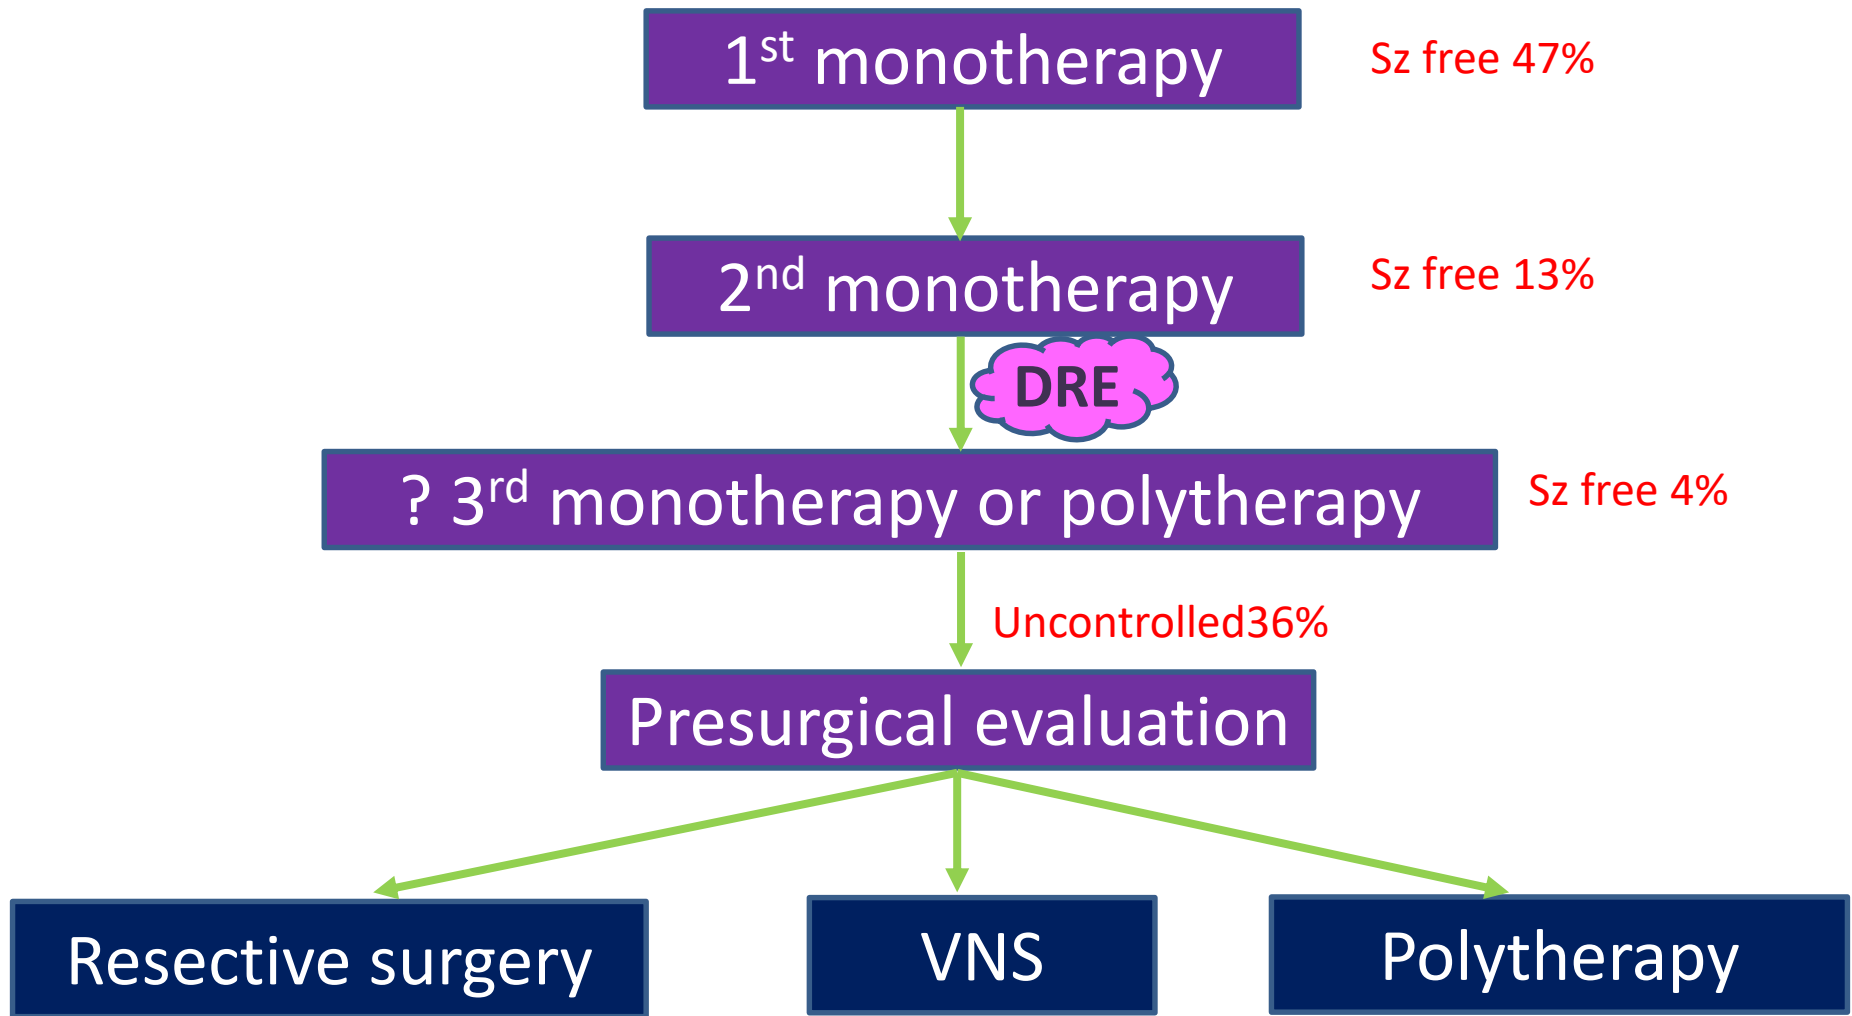 1st monotherapy
Sz free 47%
2nd monotherapy
Sz free 13%
DRE
? 3rd monotherapy or polytherapy
Sz free 4%
Uncontrolled36%
Presurgical evaluation
Resective surgery
VNS
Polytherapy